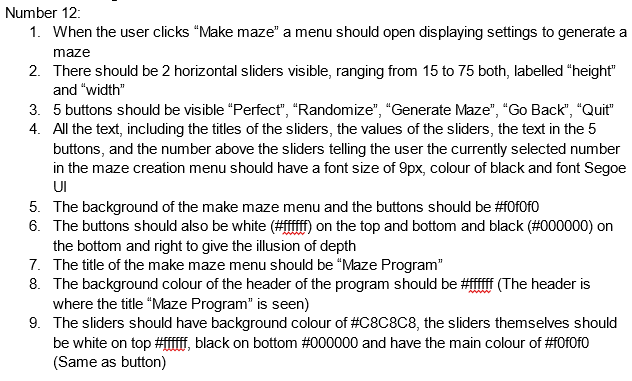 Number 12:
1. When the user clicks “Make maze” a menu should open displaying settings to generate a
maze
2. There should be 2 horizontal sliders visible, ranging from 15 to 75 both, labelled “height”
and “width”
3. 5 buttons should be visible “Perfect”, “Randomize”, “Generate Maze”, “Go Back”, “Quit”
4. All the text, including the titles of the sliders, the values of the sliders, the text in the 5
buttons, and the number above the sliders telling the user the currently selected number
in the maze creation menu should have a font size of 9px, colour of black and font Segoe
UI
5. The background of the make maze menu and the buttons should be #f0f0f0
6. The buttons should also be white (#ffffff) on the top and bottom and black (#000000) on
the bottom and right to give the illusion of depth
7. The title of the make maze menu should be “Maze Program”
8. The background colour of the header of the program should be #ffffff (The header is
where the title “Maze Program” is seen)
9. The sliders should have background colour of #C8C8C8, the sliders themselves should
be white on top #ffffff, black on bottom #000000 and have the main colour of #f0f0f0
(Same as button)